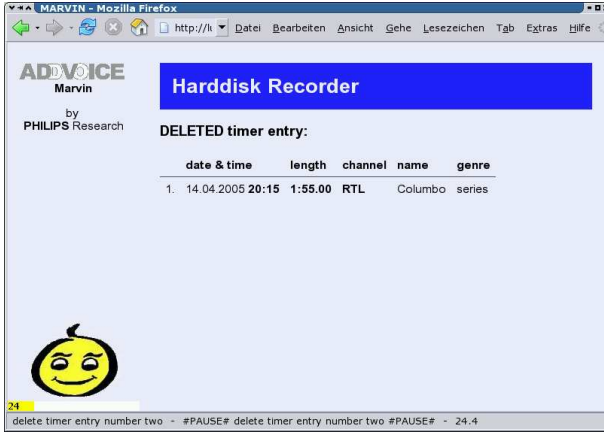 MARVIN - Mozilla Firefox
http://l Datei Bearbeiten Ansicht Gehe Lesezeichen Tab Extras Hilfe
ADDVOICE
Marvin
by
PHILIPS Research
Harddisk Recorder
DELETED timer entry:
date & time length channel name genre
1. 14.04.2005 20:15 1:55.00 RTL Columbo series
24
delete timer entry number two - #PAUSE# delete timer entry number two #PAUSE# - 24.4